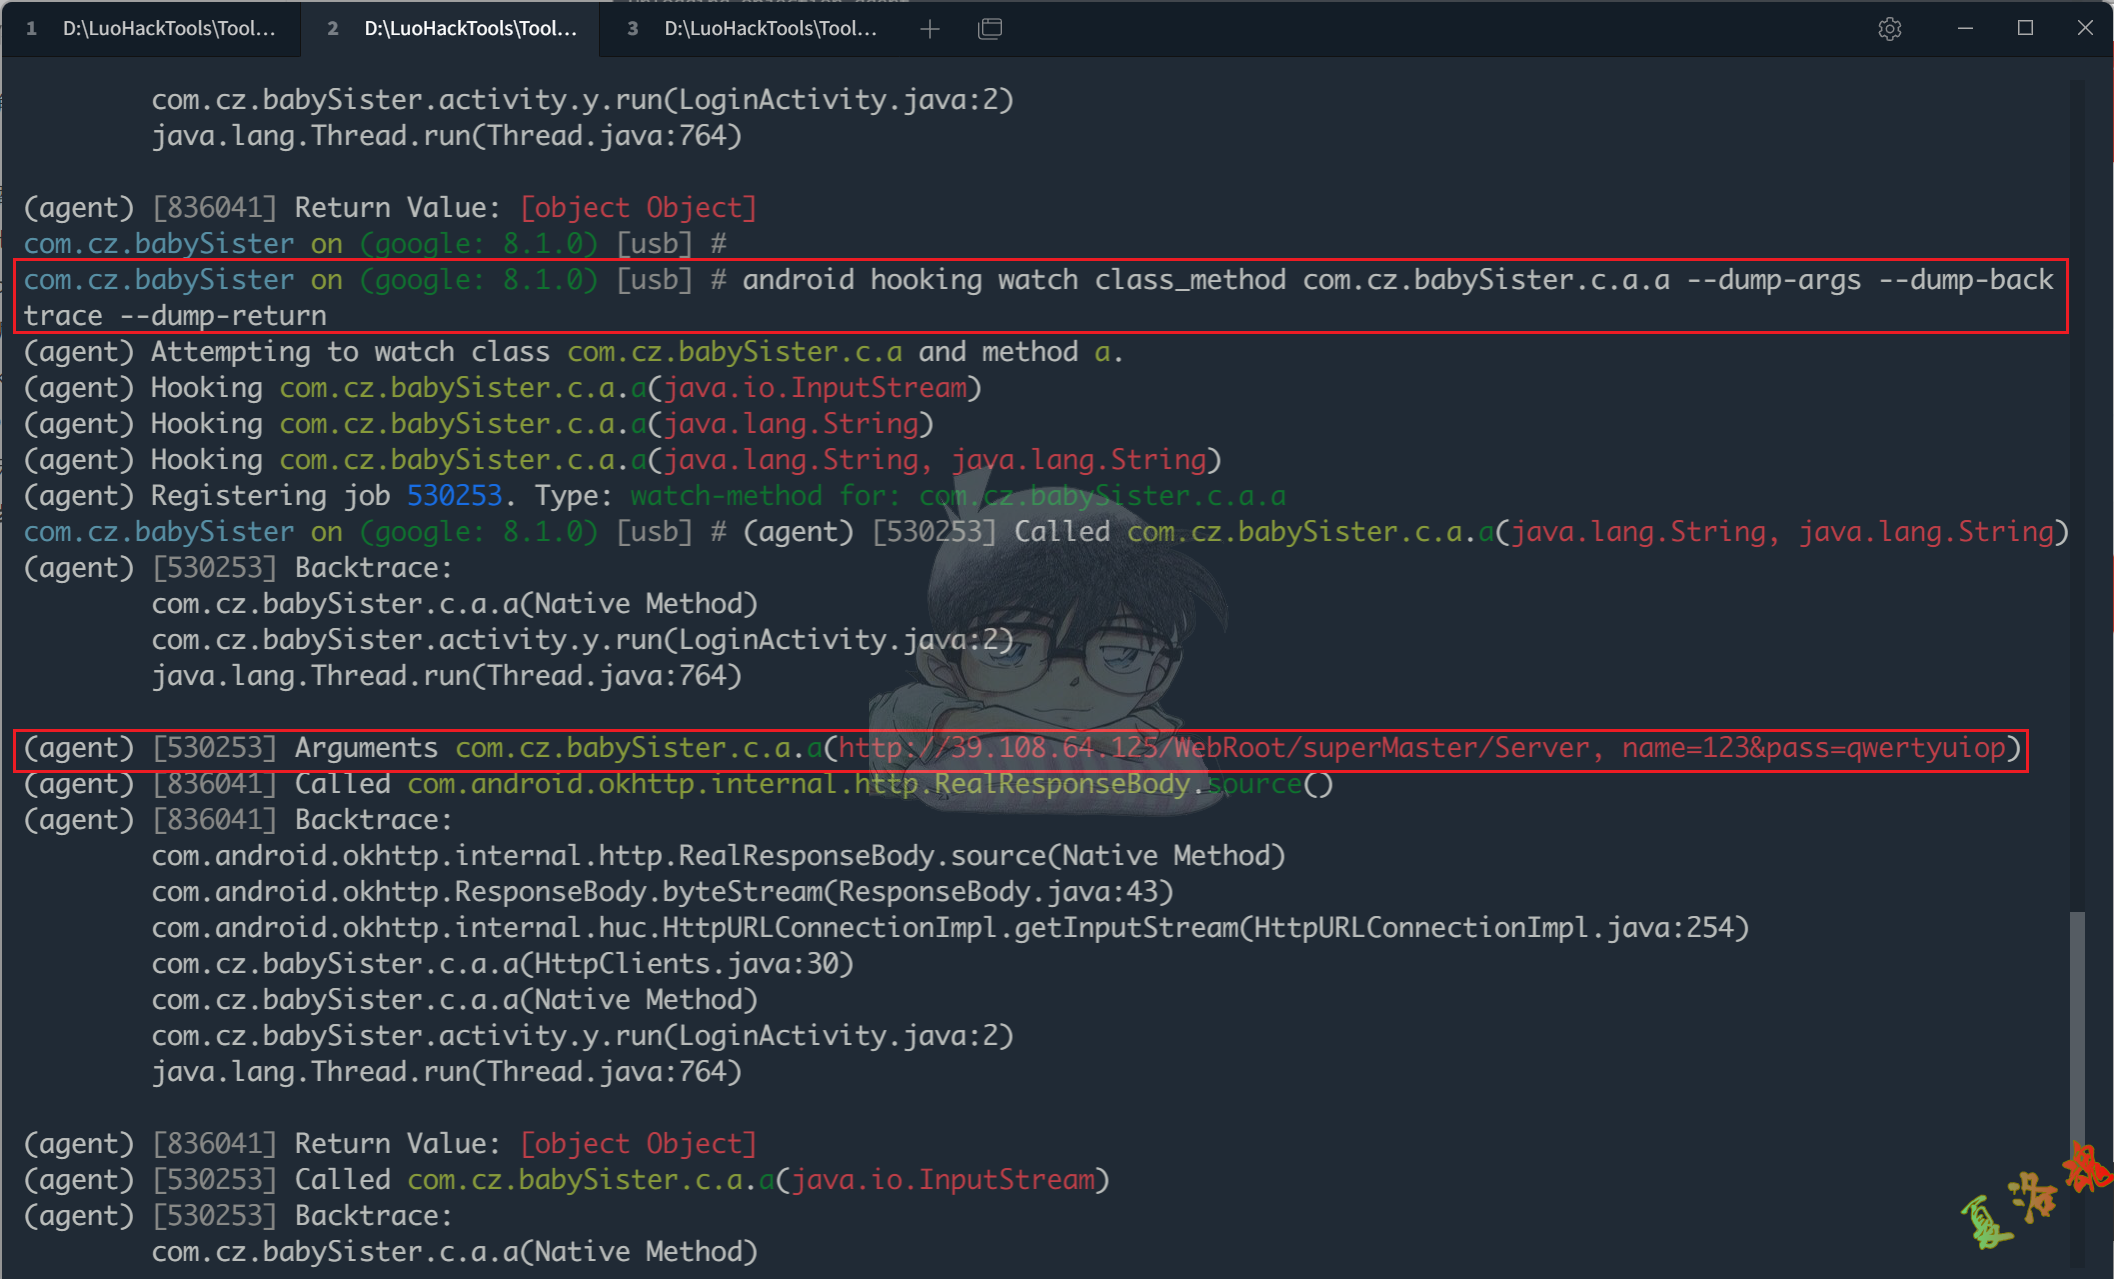 1 D:\LuoHackTools\Tool... 2 D:\LuoHackTools\Tool... 3 D:\LuoHackTools\Tool...
com.cz.babySister.activity.y.run(LoginActivity.java:2)
java.lang.Thread.run(Thread.java:764)
(agent) [836041] Return Value: [object Object]
com.cz.babySister on (google: 8.1.0) [usb] #
com.cz.babySister on (google: 8.1.0) [usb] # android hooking watch class_method com.cz.babySister.c.a.a --dump-args --dump-back
trace --dump-return
(agent) Attempting to watch class com.cz.babySister.c.a and method a.
(agent) Hooking com.cz.babySister.c.a.a(java.io.InputStream)
(agent) Hooking com.cz.babySister.c.a.a(java.lang.String)
(agent) Hooking com.cz.babySister.c.a.a(java.lang.String, java.lang.String)
(agent) Registering job 530253. Type: watch-method for: com.cz.babySister.c.a.a
com.cz.babySister on (google: 8.1.0) [usb] # (agent) [530253] Called com.cz.babySister.c.a.a(java.lang.String, java.lang.String)
(agent) [530253] Backtrace:
com.cz.babySister.c.a.a(Native Method)
com.cz.babySister.activity.y.run(LoginActivity.java:2)
java.lang.Thread.run(Thread.java:764)
(agent) [530253] Arguments com.cz.babySister.c.a.a(http://39.108.64.125/WebRoot/superMaster/Server, name=123&pass=qwertyuiop)
(agent) [836041] Called com.android.okhttp.internal.http.RealResponseBody.source()
(agent) [836041] Backtrace:
com.android.okhttp.internal.http.RealResponseBody.source(Native Method)
com.android.okhttp.ResponseBody.byteStream(ResponseBody.java:43)
com.android.okhttp.internal.huc.HttpURLConnectionImpl.getInputStream(HttpURLConnectionImpl.java:254)
com.cz.babySister.c.a.a(HttpClients.java:30)
com.cz.babySister.c.a.a(Native Method)
com.cz.babySister.activity.y.run(LoginActivity.java:2)
java.lang.Thread.run(Thread.java:764)
(agent) [836041] Return Value: [object Object]
(agent) [530253] Called com.cz.babySister.c.a.a(java.io.InputStream)
(agent) [530253] Backtrace:
com.cz.babySister.c.a.a(Native Method)